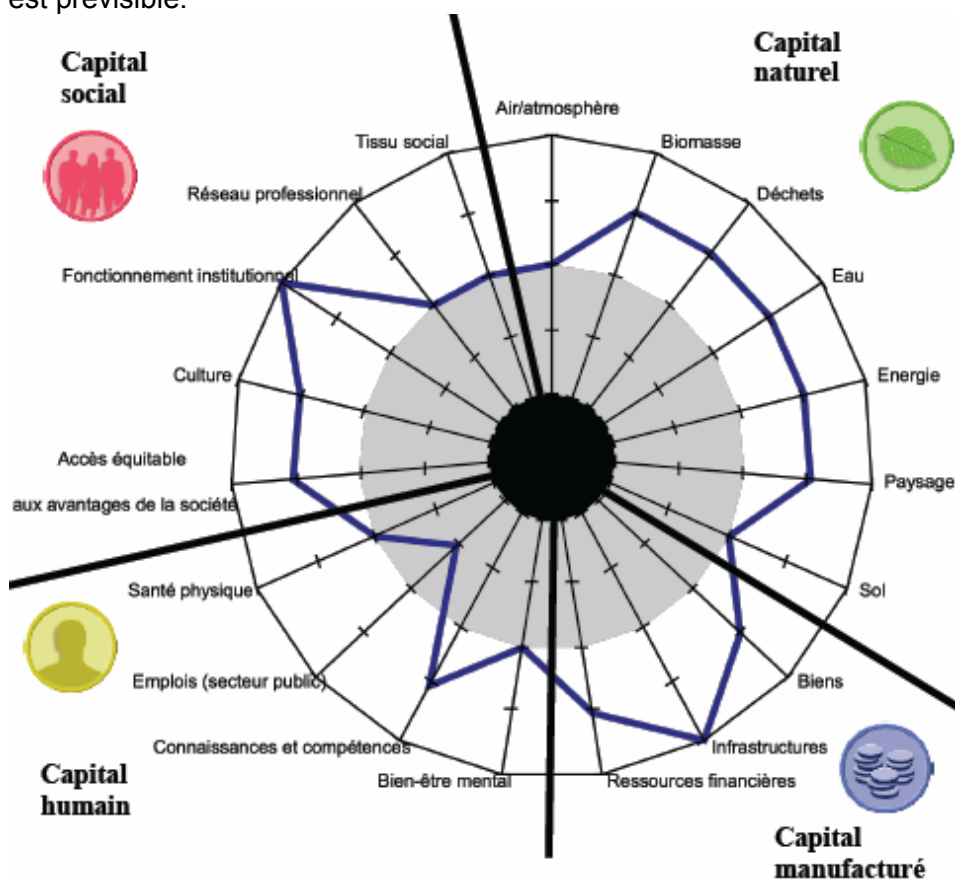 est prévisible.
Capital
social
Capital
naturel
Air/atmosphère
Tissu social
Biomasse
Réseau professionnel
Déchets
Fonctionnement institutionnel
Eau
Culture
Energie
Accès équitable
aux avantages de la société
Paysage
Santé physique
Sol
Emplois (secteur public)
Biens
Connaissances et compétences
Infrastructures
Bien-être mental
Ressources financières
Capital
humain
Capital
manufacturé